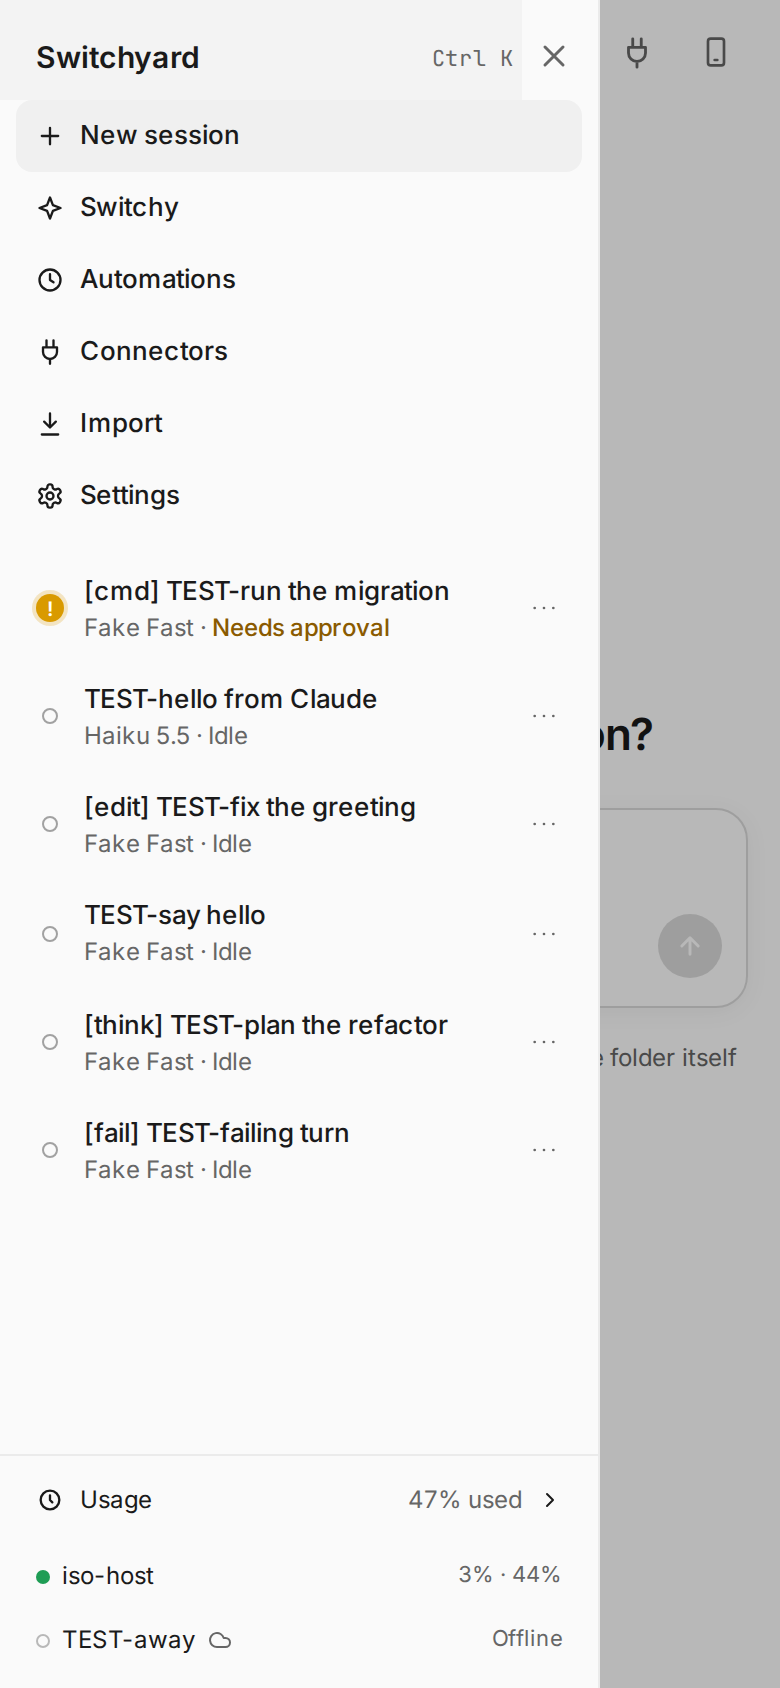 Switchyard Ctrl K
New session
Switchy
Automations
Connectors
Import
Settings
[cmd] TEST-run the migration
Fake Fast · Needs approval
TEST-hello from Claude
Haiku 5.5 · Idle
[edit] TEST-fix the greeting
Fake Fast · Idle
on?
TEST-say hello
Fake Fast · Idle
[think] TEST-plan the refactor
Fake Fast · Idle
folder itself
[fail] TEST-failing turn
Fake Fast · Idle
Usage 47% used
iso-host 3% · 44%
TEST-away Offline